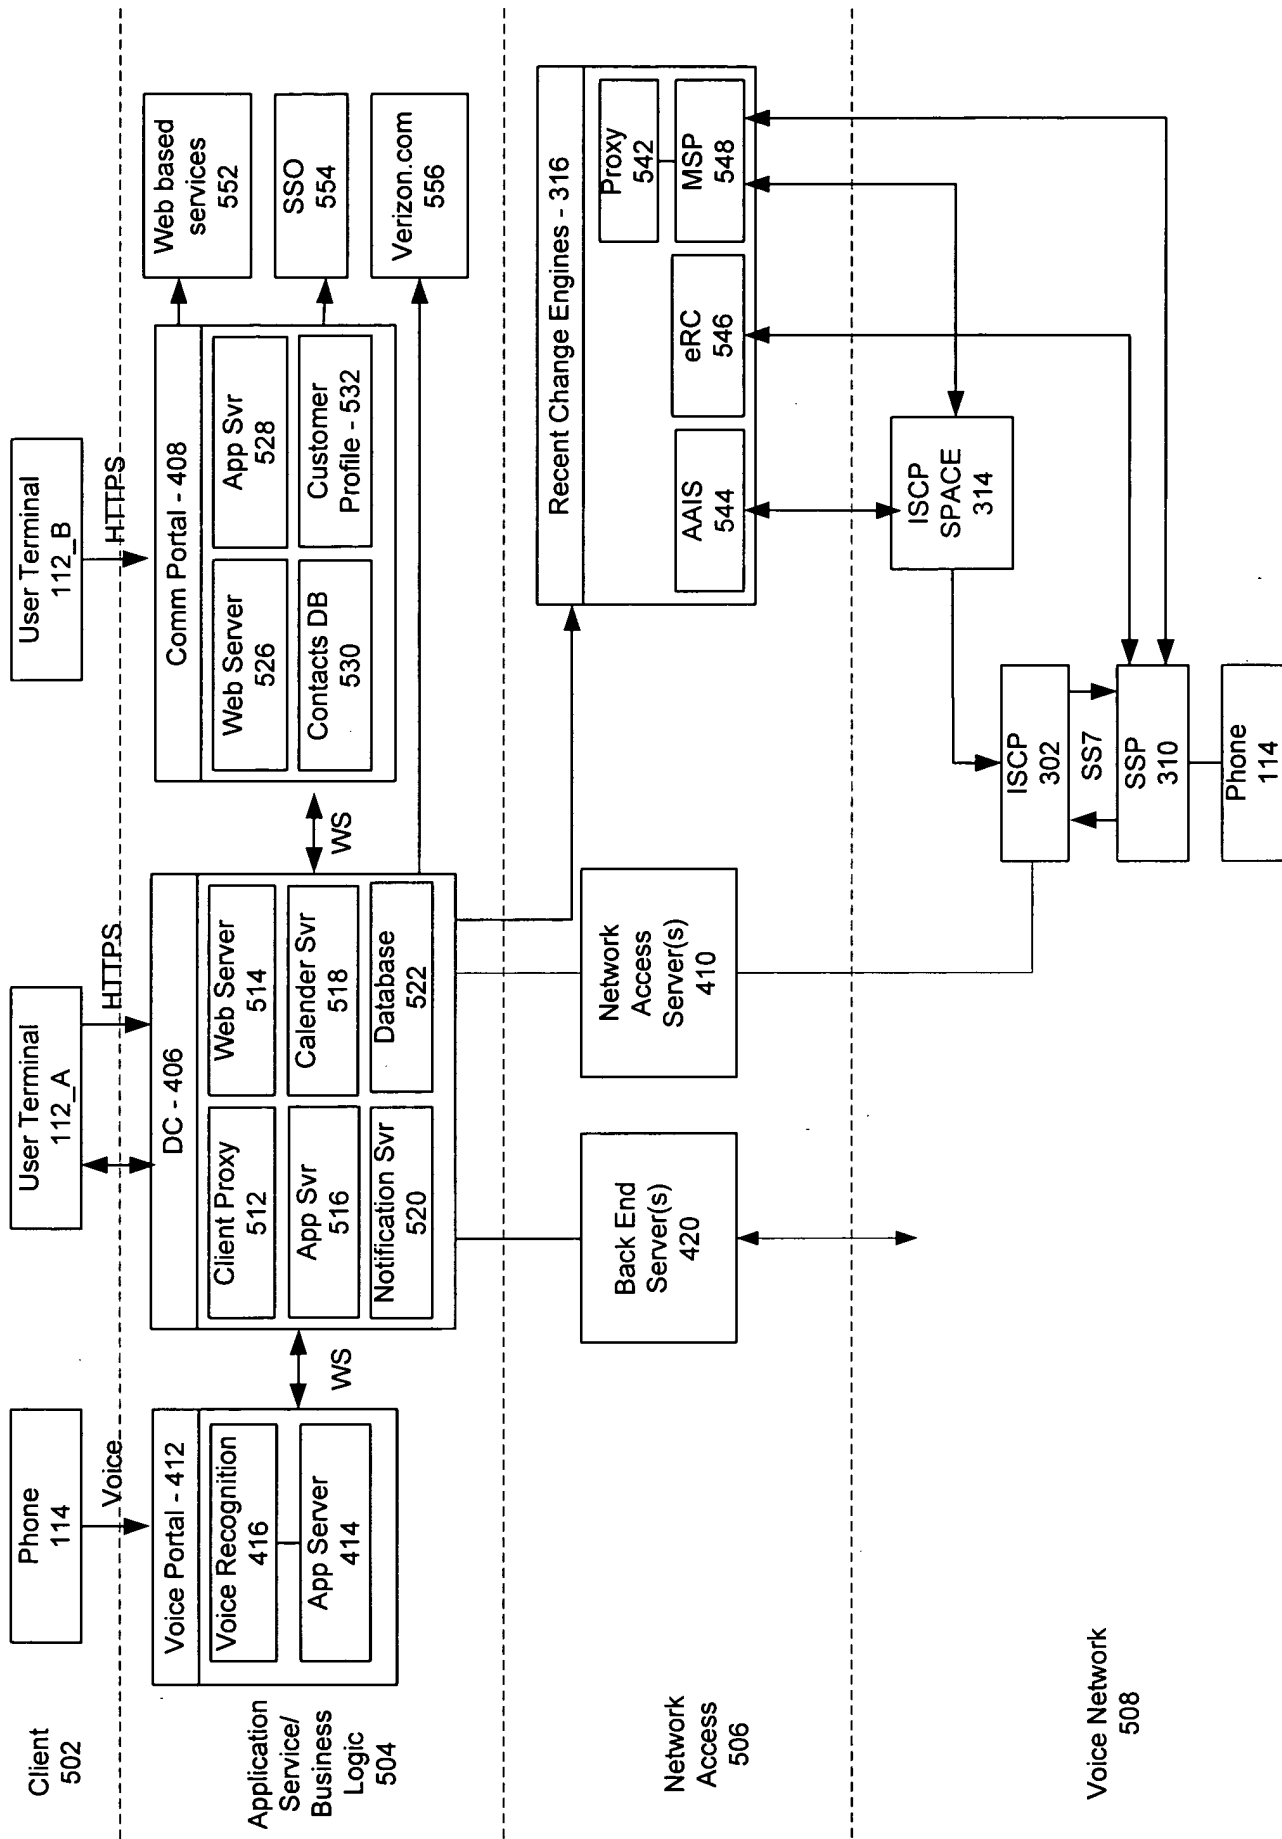 Client
502
Phone
114
User Terminal
112_A
User Terminal
112_B
Voice
HTTPS
HTTPS
Application
Service/
Business
Logic
504
Voice Portal - 412
Voice Recognition
416
App Server
414
WS
DC - 406
Client Proxy
512
Web Server
514
App Svr
516
Calender Svr
518
Notification Svr
520
Database
522
WS
Comm Portal - 408
Web Server
526
App Svr
528
Contacts DB
530
Customer
Profile - 532
Web based
services
552
SSO
554
Verizon.com
556
Network
Access
506
Back End
Server(s)
420
Network
Access
Server(s)
410
Recent Change Engines - 316
Proxy
542
AAIS
544
eRC
546
MSP
548
Voice Network
508
ISCP
SPACE
314
ISCP
302
SS7
SSP
310
Phone
114